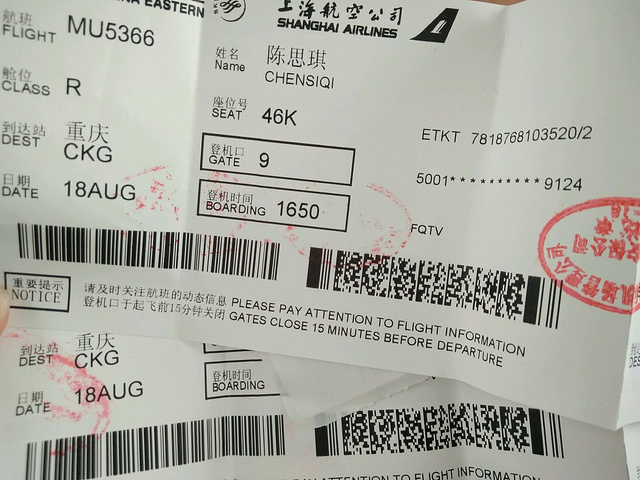 EASTERN
上海航空公司
SHANGHAI AIRLINES
航班 FLIGHT MU5366
姓名 Name 陈思琪
CHENSIQI
舱位 CLASS R
座位号 SEAT 46K
ETKT 7818768103520/2
到达站 DEST 重庆
CKG
登机口 GATE 9
5001**********9124
日期 DATE 18AUG
登机时间 BOARDING 1650
FQTV
重要提示 NOTICE
请及时关注航班的动态信息 PLEASE PAY ATTENTION TO FLIGHT INFORMATION
登机口于起飞前15分钟关闭 GATES CLOSE 15 MINUTES BEFORE DEPARTURE
到达站 DEST 重庆
CKG
登机时间 BOARDING
日期 DATE 18AUG
ATTENTION TO FLIGHT INFORMATION